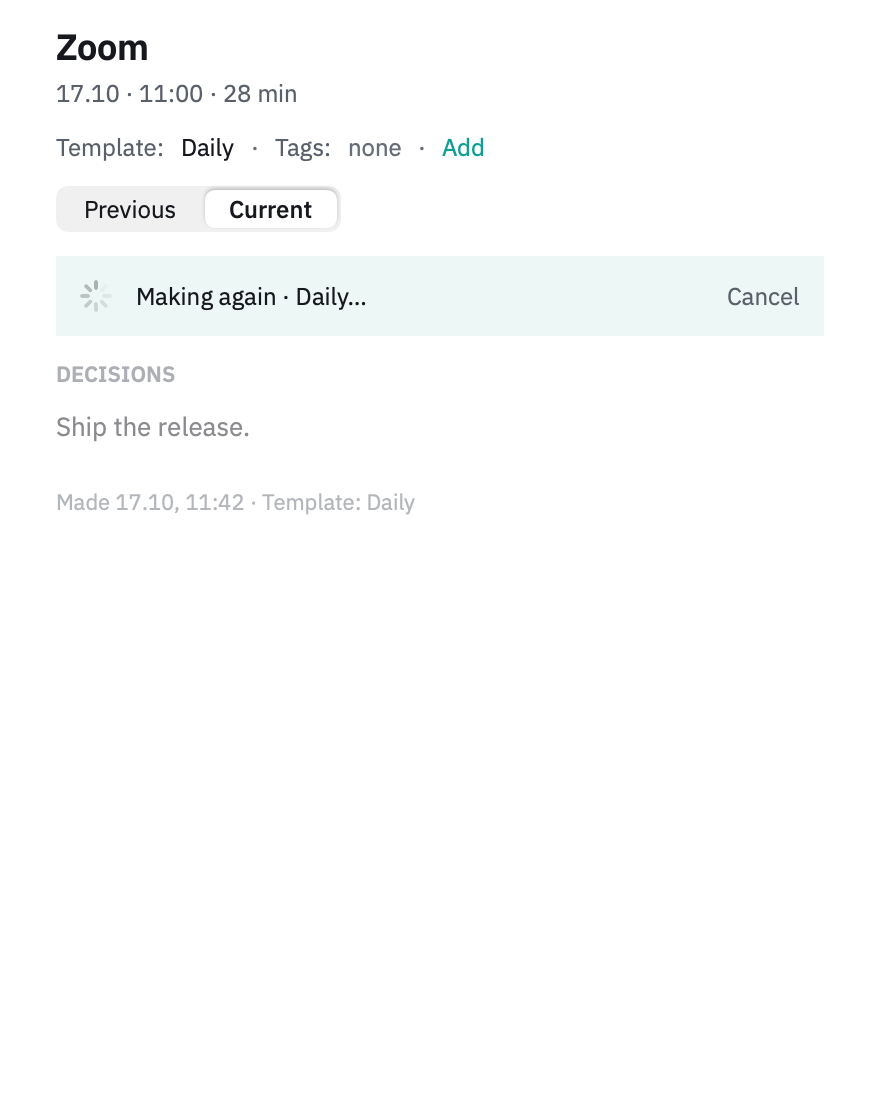 Zoom
17.10 · 11:00 · 28 min
Template: Daily · Tags: none · Add
Previous Current
Making again · Daily... Cancel
DECISIONS
Ship the release.
Made 17.10, 11:42 · Template: Daily